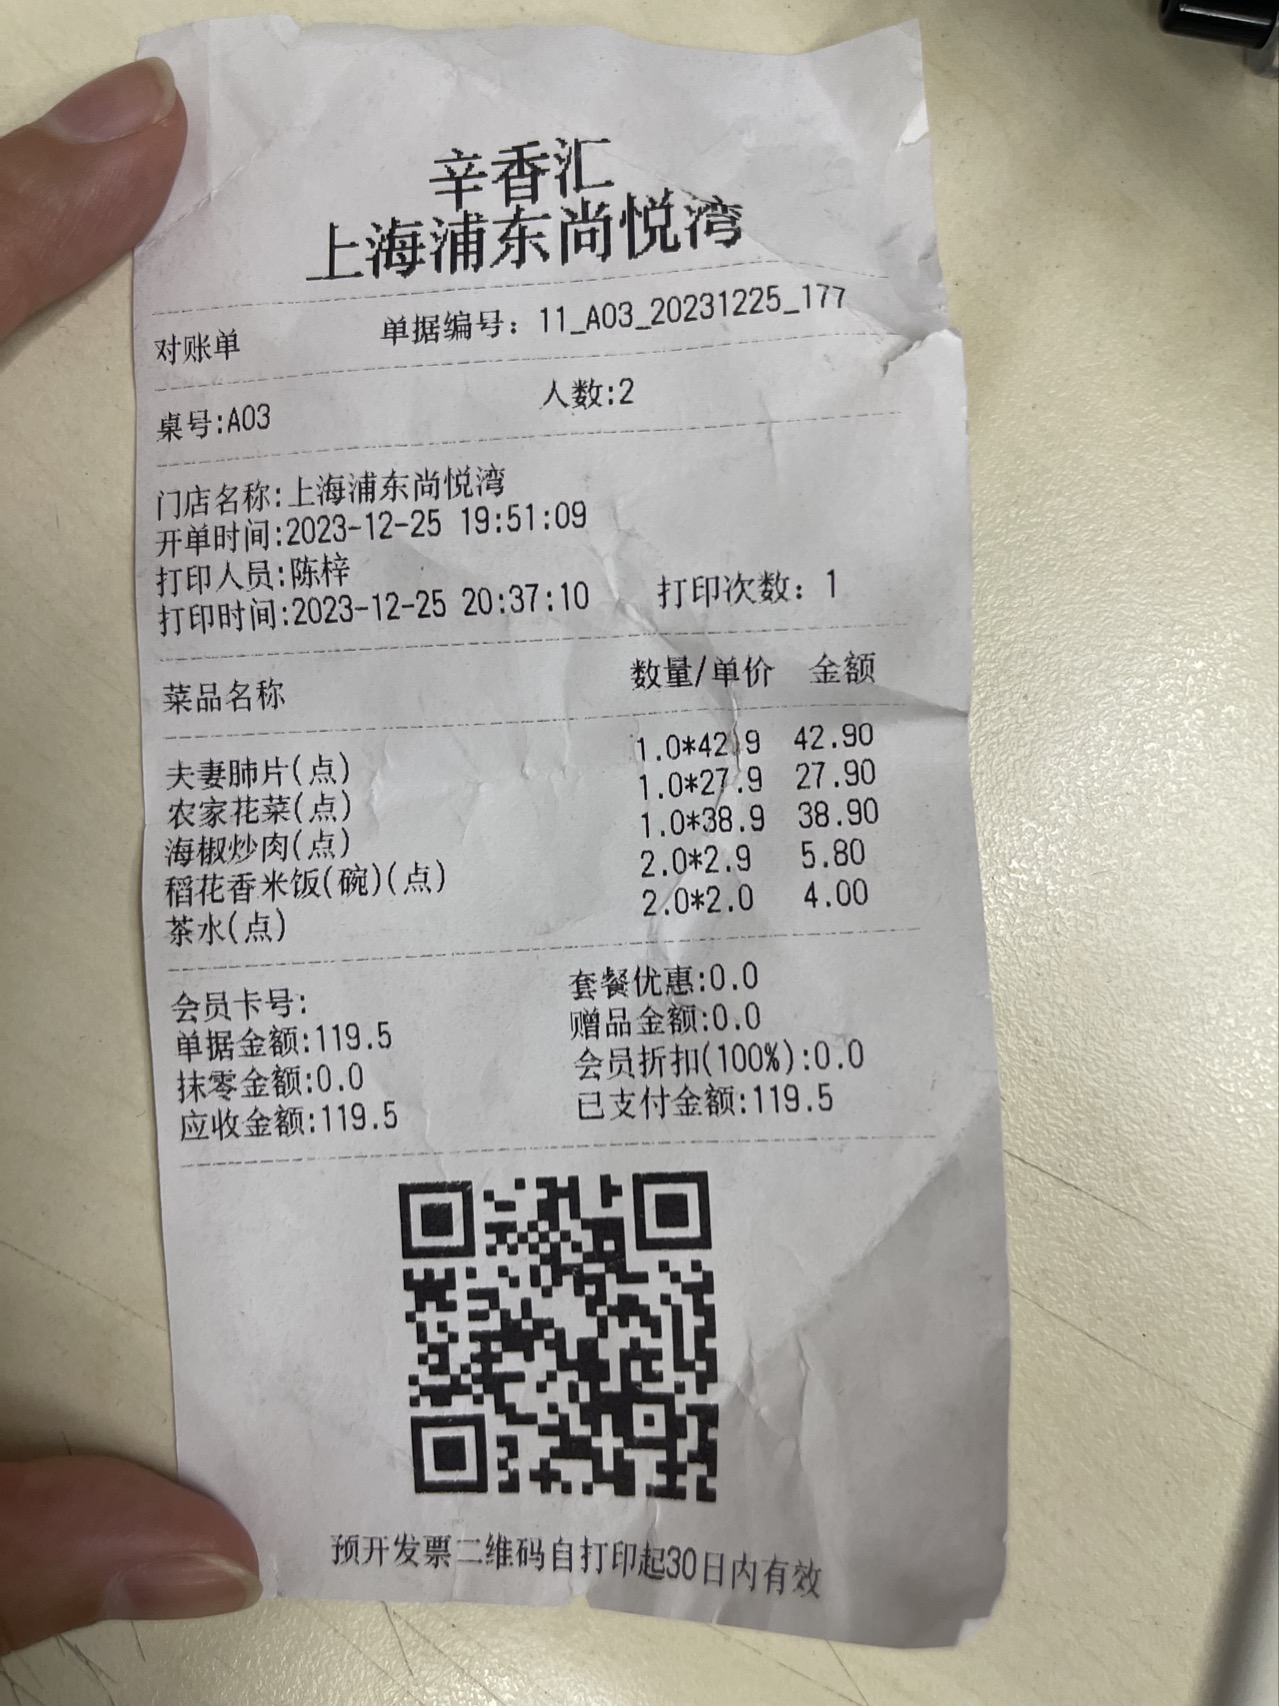 辛香汇
上海浦东尚悦湾
对账单 单据编号：11_A03_20231225_177
桌号:A03 人数:2
门店名称:上海浦东尚悦湾
开单时间:2023-12-25 19:51:09
打印人员:陈梓
打印时间:2023-12-25 20:37:10 打印次数：1
菜品名称 数量/单价 金额
夫妻肺片(点) 1.0*42.9 42.90
农家花菜(点) 1.0*27.9 27.90
海椒炒肉(点) 1.0*38.9 38.90
稻花香米饭(碗)(点) 2.0*2.9 5.80
茶水(点) 2.0*2.0 4.00
会员卡号: 套餐优惠:0.0
单据金额:119.5 赠品金额:0.0
抹零金额:0.0 会员折扣(100%):0.0
应收金额:119.5 已支付金额:119.5
预开发票二维码自打印起30日内有效